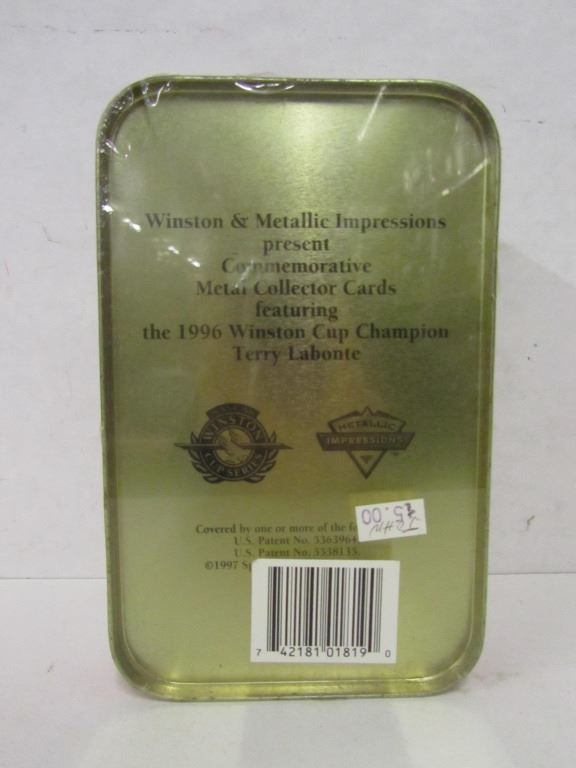 Winston & Metallic Impressions
present
Commemorative
Metal Collector Cards
featuring
the 1996 Winston Cup Champion
Terry Labonte
WINSTON
CUP SERIES
METALLIC
IMPRESSIONS
5.00
Covered by one or more of the
U.S. Patent No.
U.S. Patent No. 5538135.
©1997
7 42181 01819 0